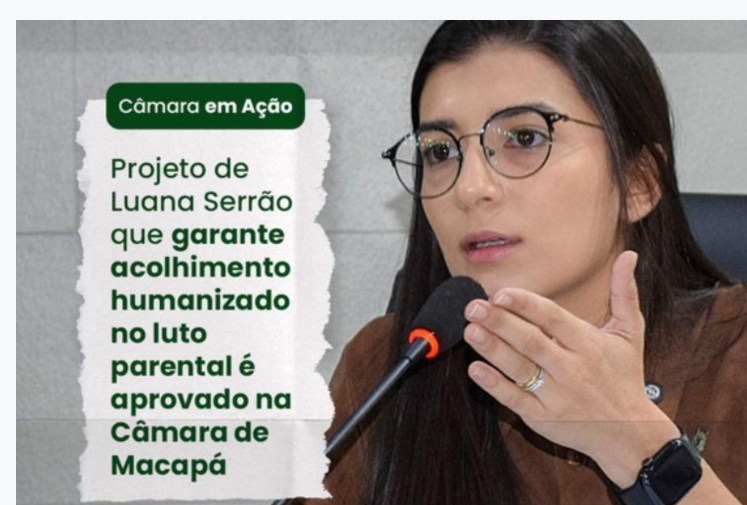 Câmara em Ação
Projeto de
Luana Serrão
que garante
acolhimento
humanizado
no luto
parental é
aprovado na
Câmara de
Macapá